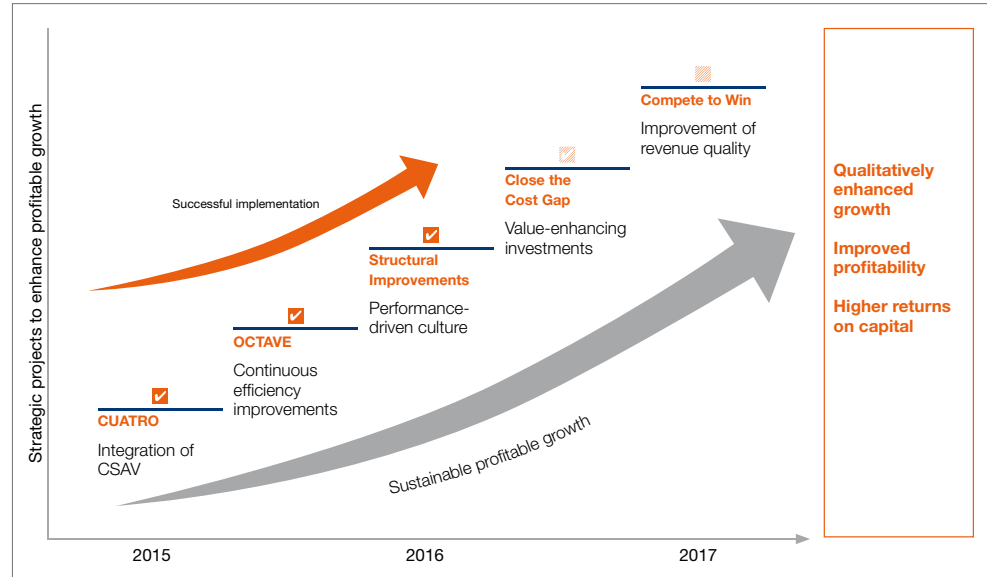 Strategic projects to enhance profitable growth
Successful implementation
CUATRO
Integration of
CSAV
OCTAVE
Continuous
efficiency
improvements
Structural
Improvements
Performance-
driven culture
Close the
Cost Gap
Value-enhancing
investments
Compete to Win
Improvement of
revenue quality
Sustainable profitable growth
Qualitatively
enhanced
growth
Improved
profitability
Higher returns
on capital
2015
2016
2017